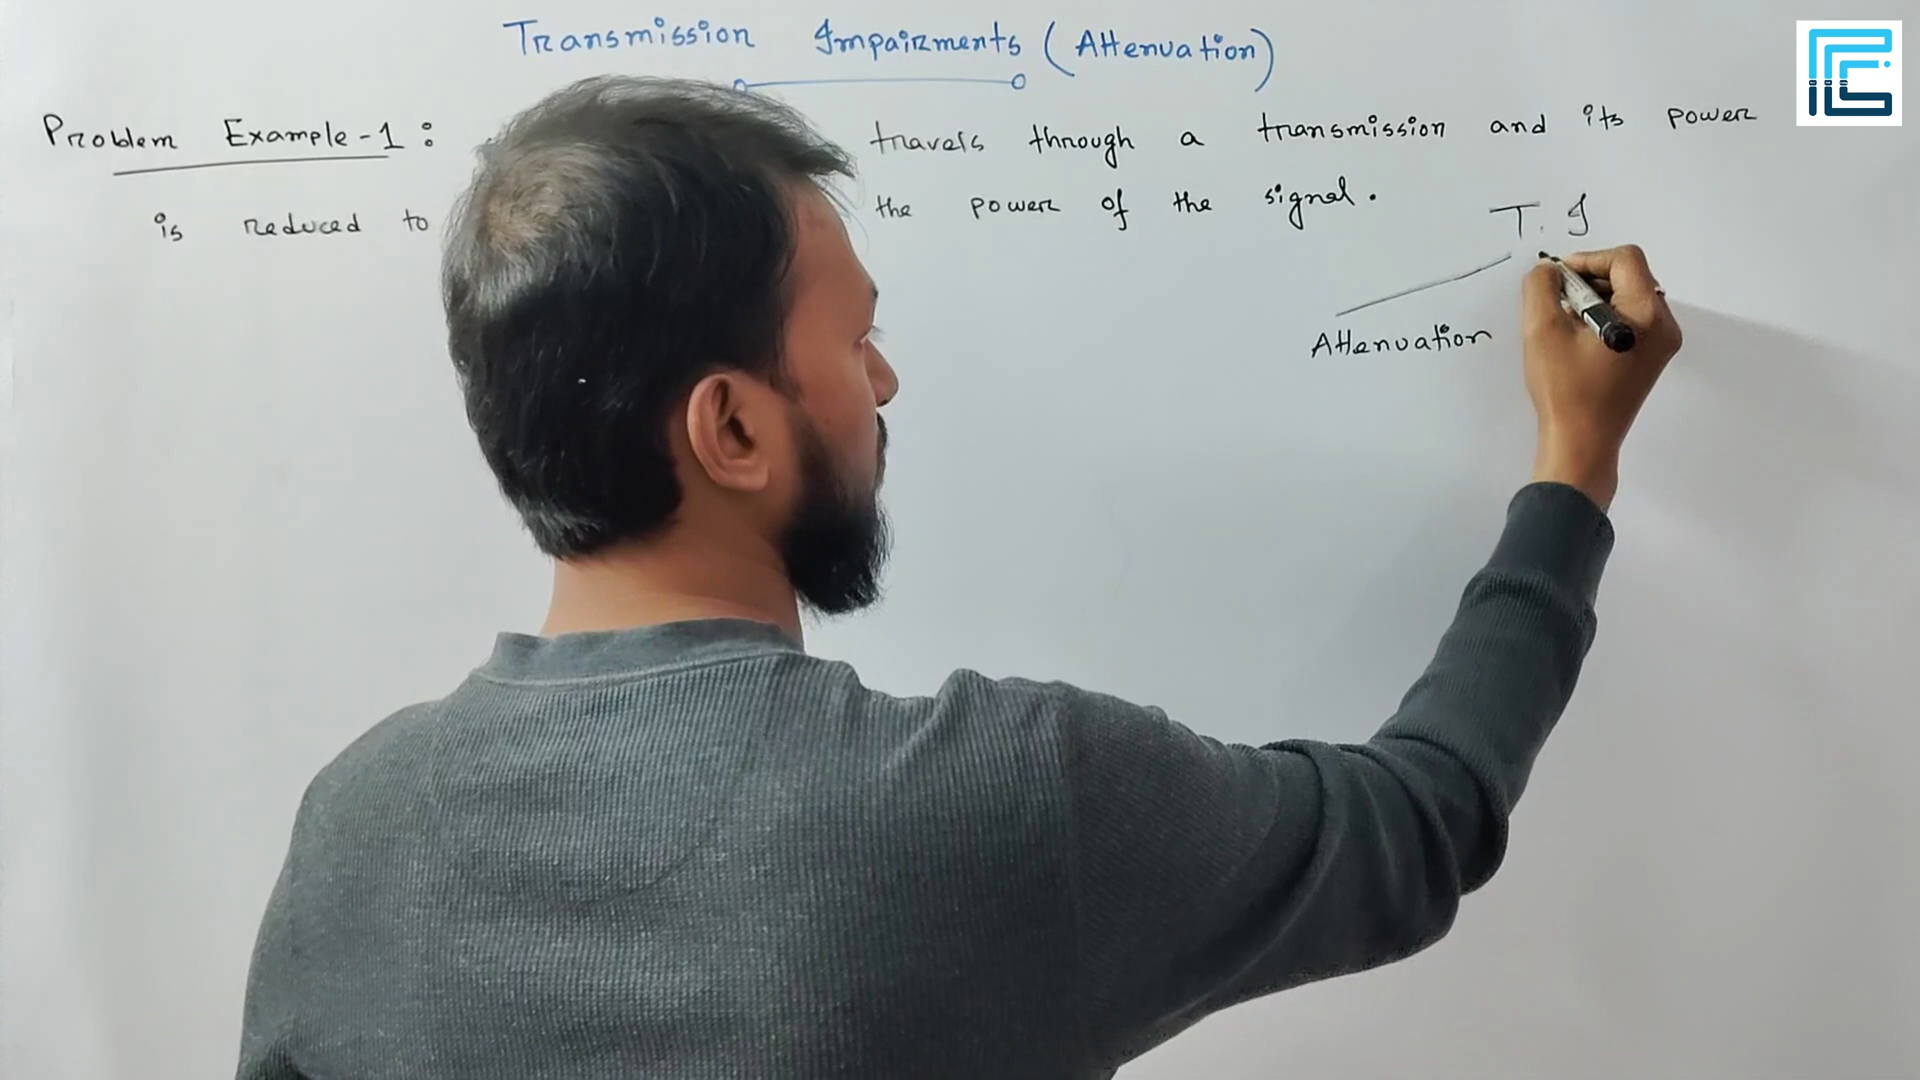 Transmission Impairments (Attenuation)
Problem Example-1: travels through a transmission and its power
is reduced to the power of the signal.
T. I
Attenuation